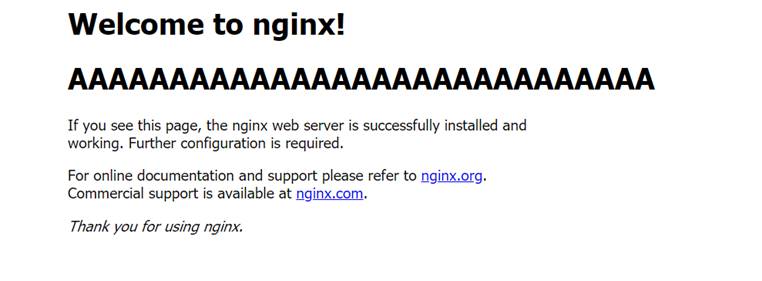 Welcome to nginx!
AAAAAAAAAAAAAAAAAAAAAAAAAAAAA
If you see this page, the nginx web server is successfully installed and
working. Further configuration is required.
For online documentation and support please refer to nginx.org.
Commercial support is available at nginx.com.
Thank you for using nginx.